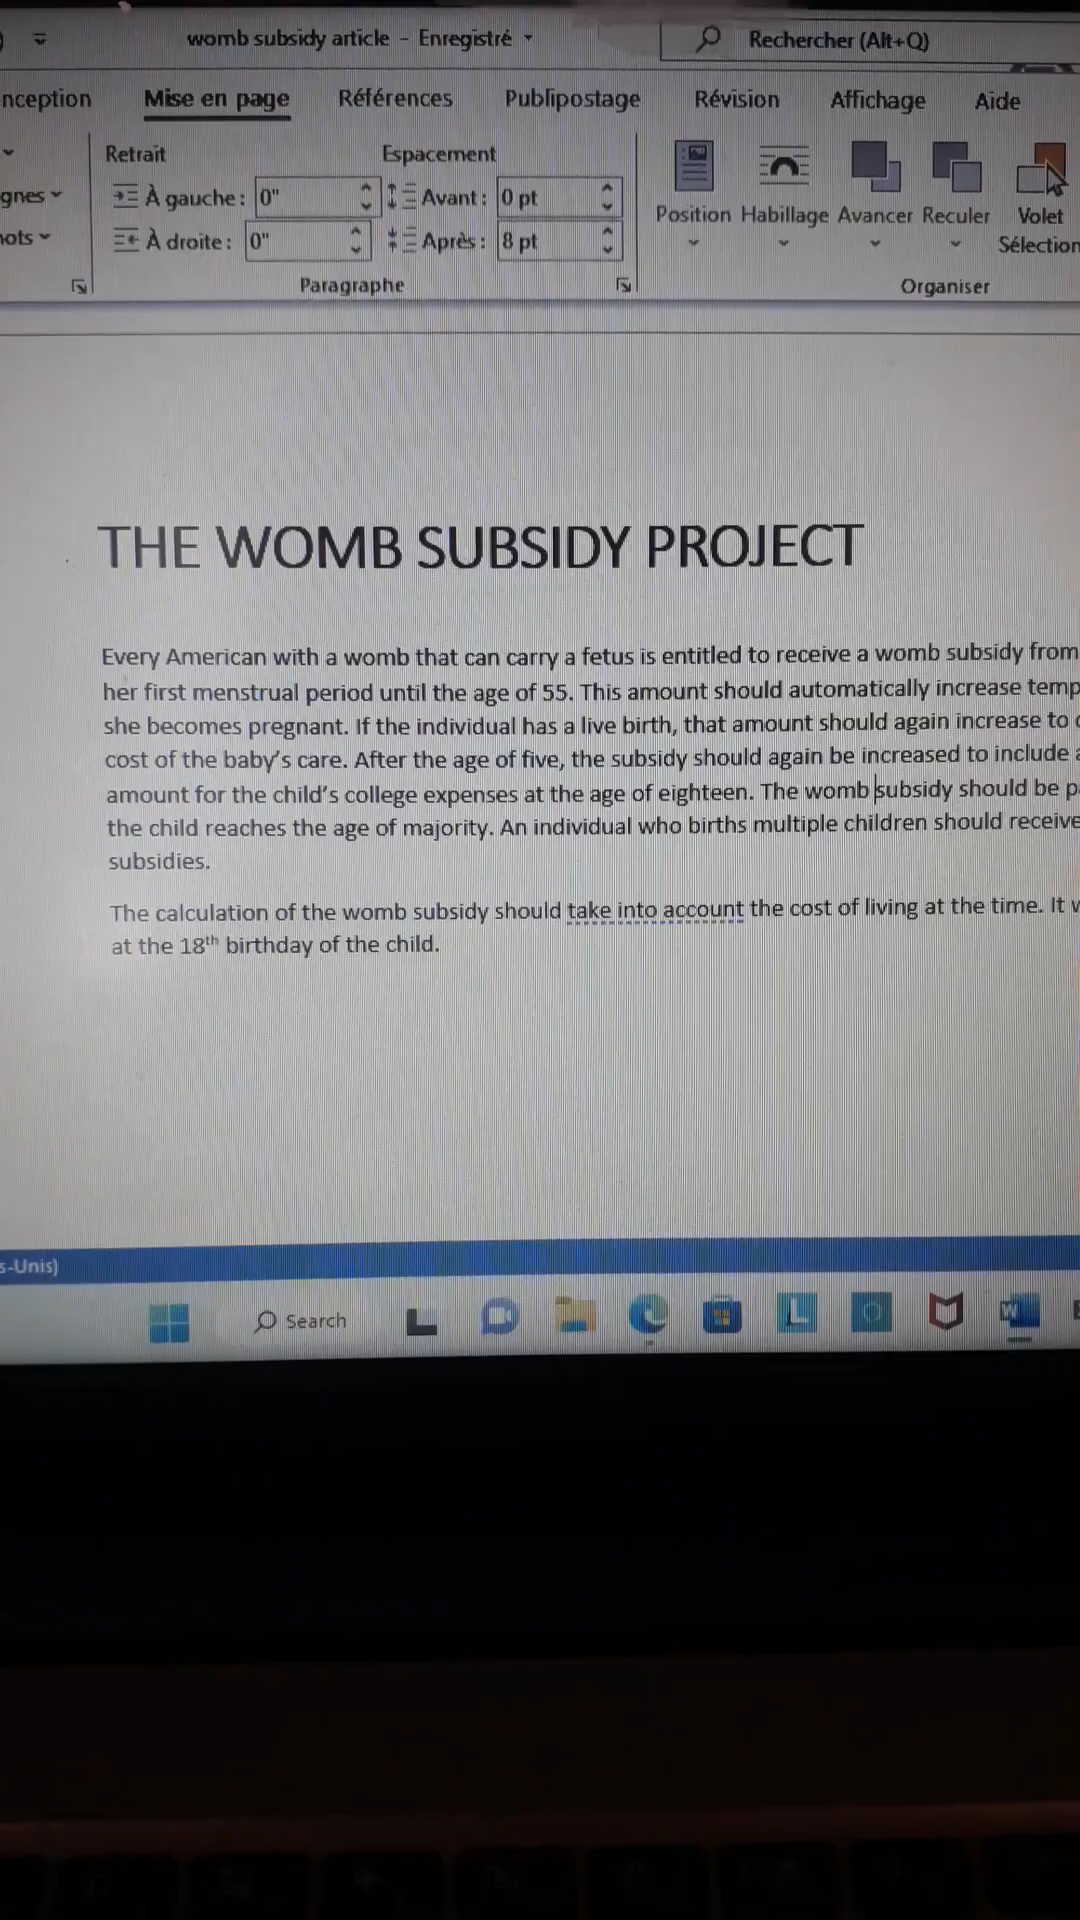 womb subsidy article - Enregistré
Rechercher (Alt+Q)
nception Mise en page Références Publipostage Révision Affichage Aide
Retrait Espacement
gnes À gauche : 0" Avant : 0 pt
À droite : 0" Après : 8 pt
Position Habillage Avancer Reculer Volet
Sélection
Paragraphe Organiser
THE WOMB SUBSIDY PROJECT
Every American with a womb that can carry a fetus is entitled to receive a womb subsidy from
her first menstrual period until the age of 55. This amount should automatically increase temp
she becomes pregnant. If the individual has a live birth, that amount should again increase to
cost of the baby's care. After the age of five, the subsidy should again be increased to include
amount for the child's college expenses at the age of eighteen. The womb subsidy should be
the child reaches the age of majority. An individual who births multiple children should receive
subsidies.
The calculation of the womb subsidy should take into account the cost of living at the time. It
at the 18th birthday of the child.
s-Unis)
Search